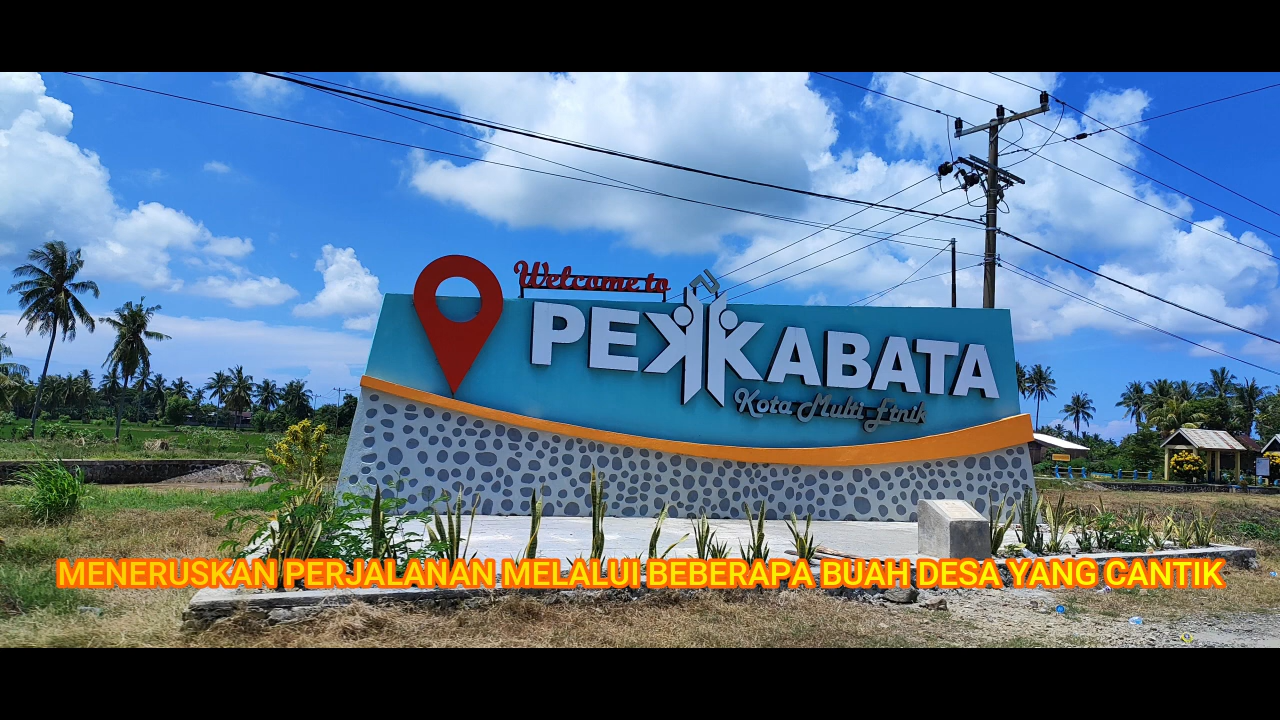 Welcome to
PEKKABATA
Kota Multi Etnik
MENERUSKAN PERJALANAN MELALUI BEBERAPA BUAH DESA YANG CANTIK